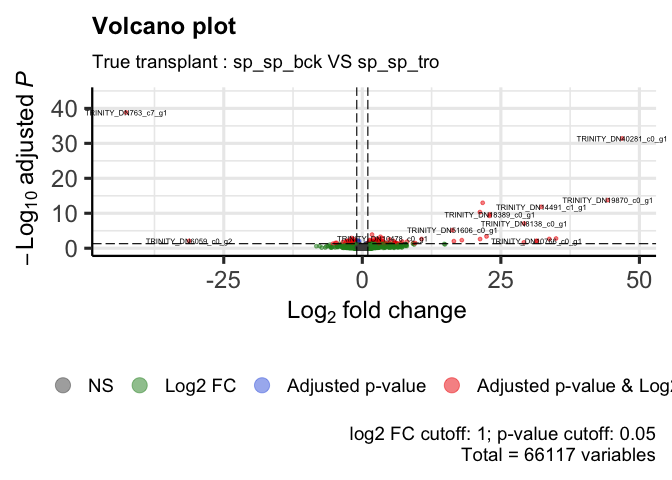 Volcano plot
True transplant : sp_sp_bck VS sp_sp_tro
−Log10 adjusted P
40
30
20
10
0
TRINITY_DN763_c7_g1
TRINITY_DN40281_c0_g1
TRINITY_DN19870_c0_g1
TRINITY_DN14491_c1_g1
TRINITY_DN18389_c0_g1
TRINITY_DN8138_c0_g1
TRINITY_DN51606_c0_g1
-25
0
25
50
Log2 fold change
NS
Log2 FC
Adjusted p-value
Adjusted p-value & Log2
log2 FC cutoff: 1; p-value cutoff: 0.05
Total = 66117 variables